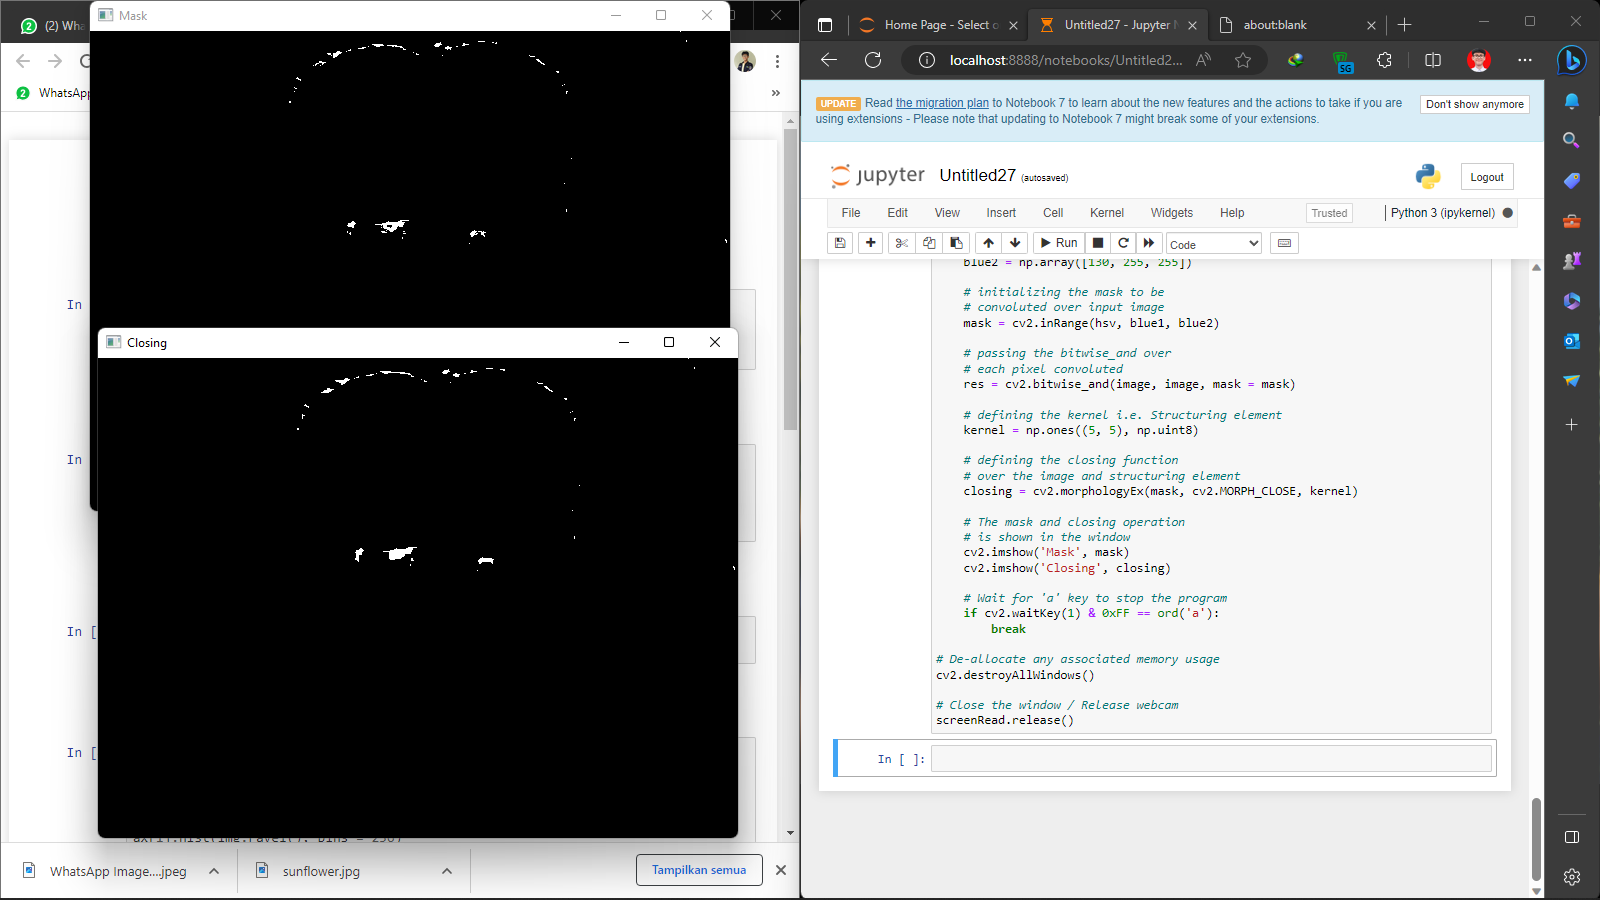 (2) Wha
WhatsApp
In
In
In [
In [
axr[1].hist(img.ravel(), bins = 256)
WhatsApp Image....jpeg
sunflower.jpg
Tampilkan semua
Mask
Closing
Home Page - Select o
Untitled27 - Jupyter N
about:blank
localhost:8888/notebooks/Untitled2...
SG
UPDATE Read the migration plan to Notebook 7 to learn about the new features and the actions to take if you are
using extensions - Please note that updating to Notebook 7 might break some of your extensions.
Don't show anymore
jupyter Untitled27 (autosaved)
Logout
File Edit View Insert Cell Kernel Widgets Help
Trusted
Python 3 (ipykernel)
Run
Code
blue2 = np.array([130, 255, 255])
# initializing the mask to be
# convoluted over input image
mask = cv2.inRange(hsv, blue1, blue2)
# passing the bitwise_and over
# each pixel convoluted
res = cv2.bitwise_and(image, image, mask = mask)
# defining the kernel i.e. Structuring element
kernel = np.ones((5, 5), np.uint8)
# defining the closing function
# over the image and structuring element
closing = cv2.morphologyEx(mask, cv2.MORPH_CLOSE, kernel)
# The mask and closing operation
# is shown in the window
cv2.imshow('Mask', mask)
cv2.imshow('Closing', closing)
# Wait for 'a' key to stop the program
if cv2.waitKey(1) & 0xFF == ord('a'):
break
# De-allocate any associated memory usage
cv2.destroyAllWindows()
# Close the window / Release webcam
screenRead.release()
In [ ]: